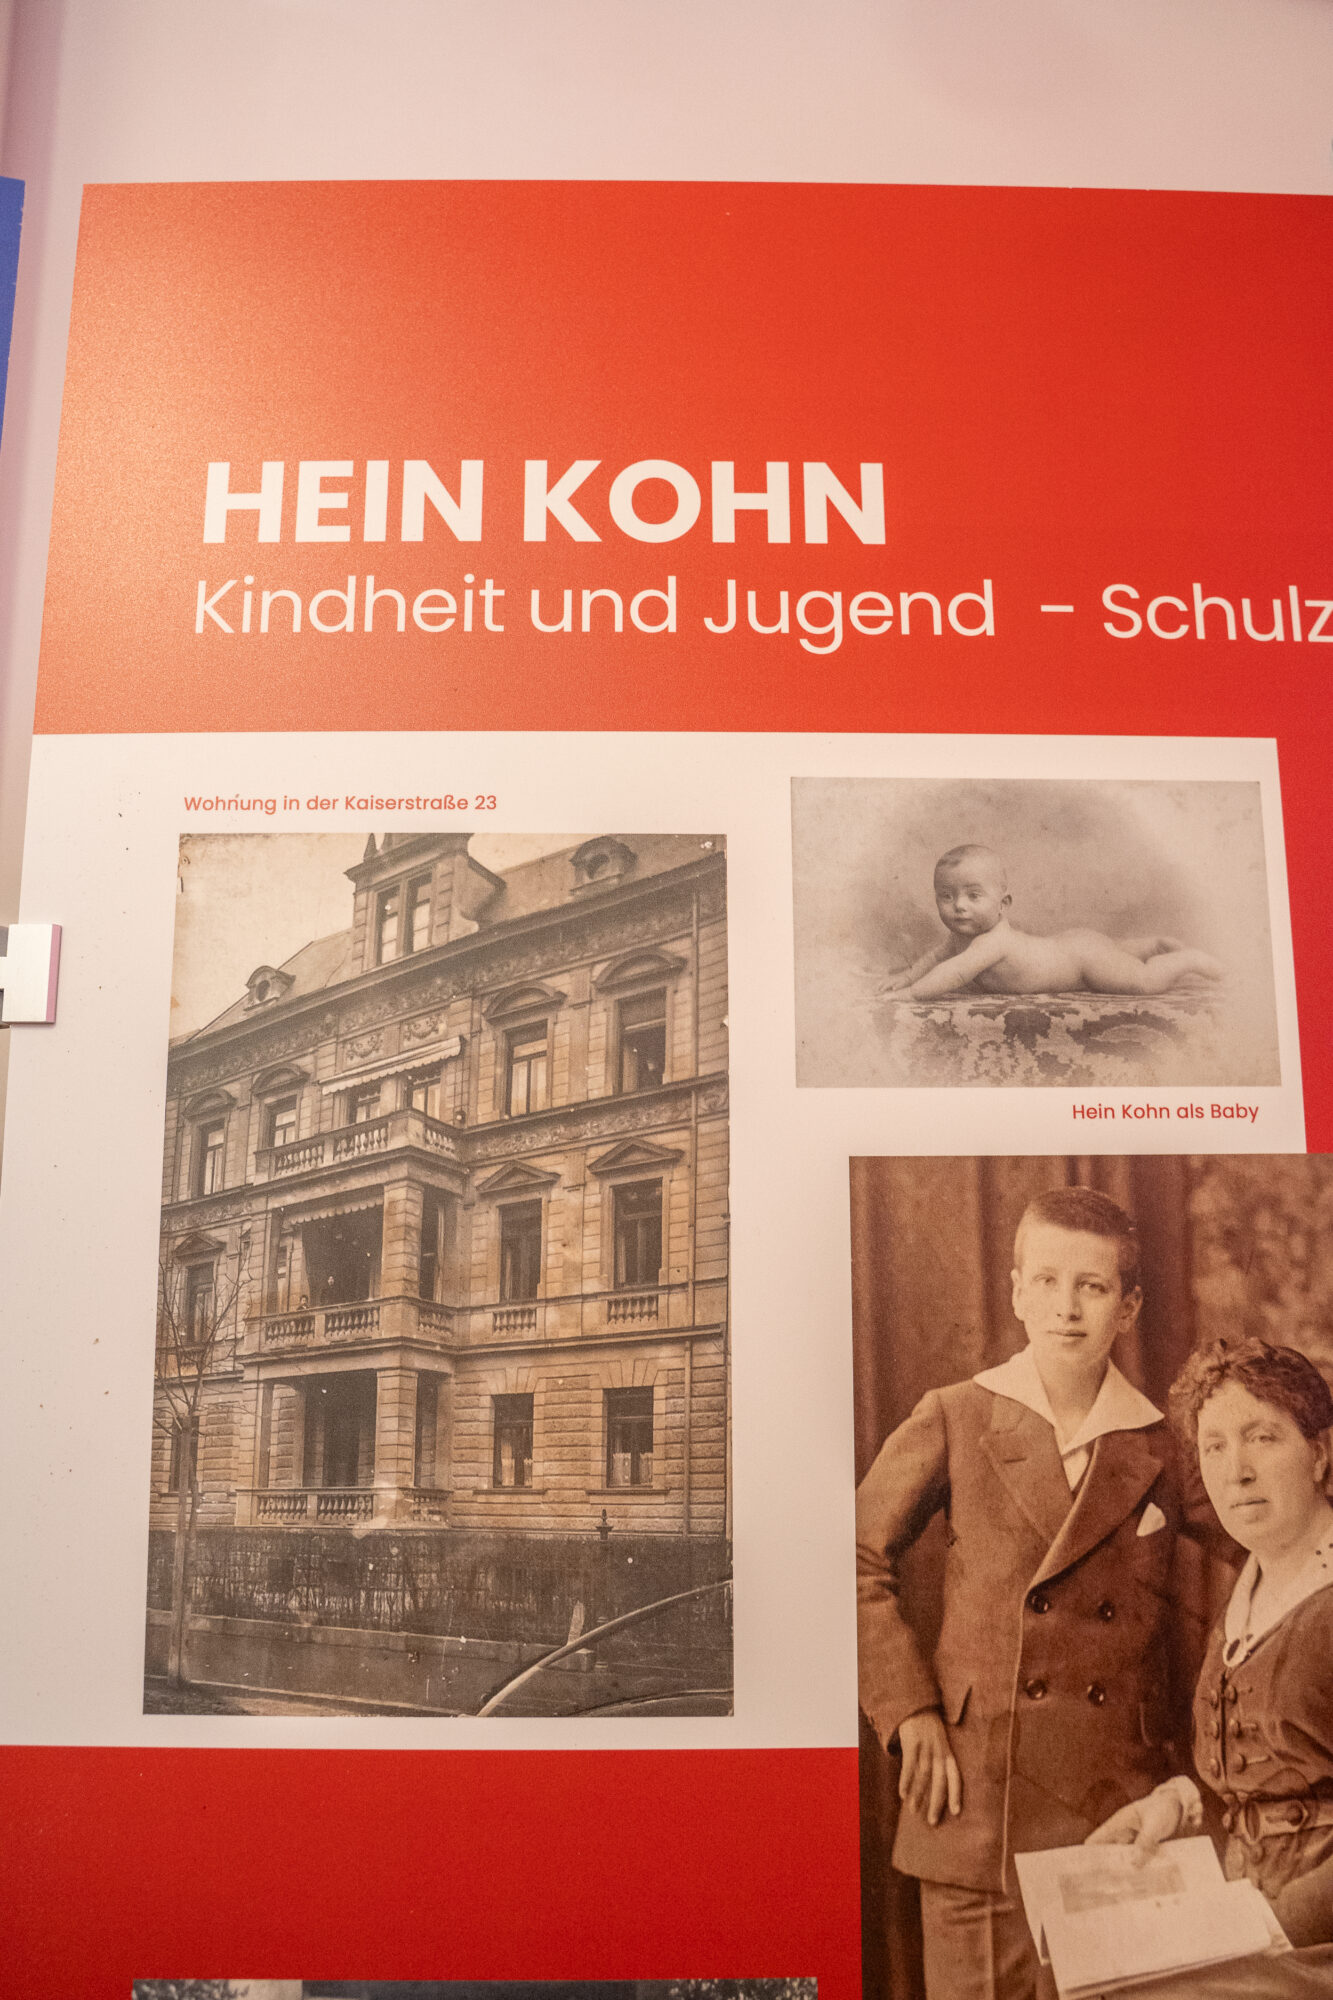 HEIN KOHN
Kindheit und Jugend – Schulz
Wohnung in der Kaiserstraße 23
Hein Kohn als Baby